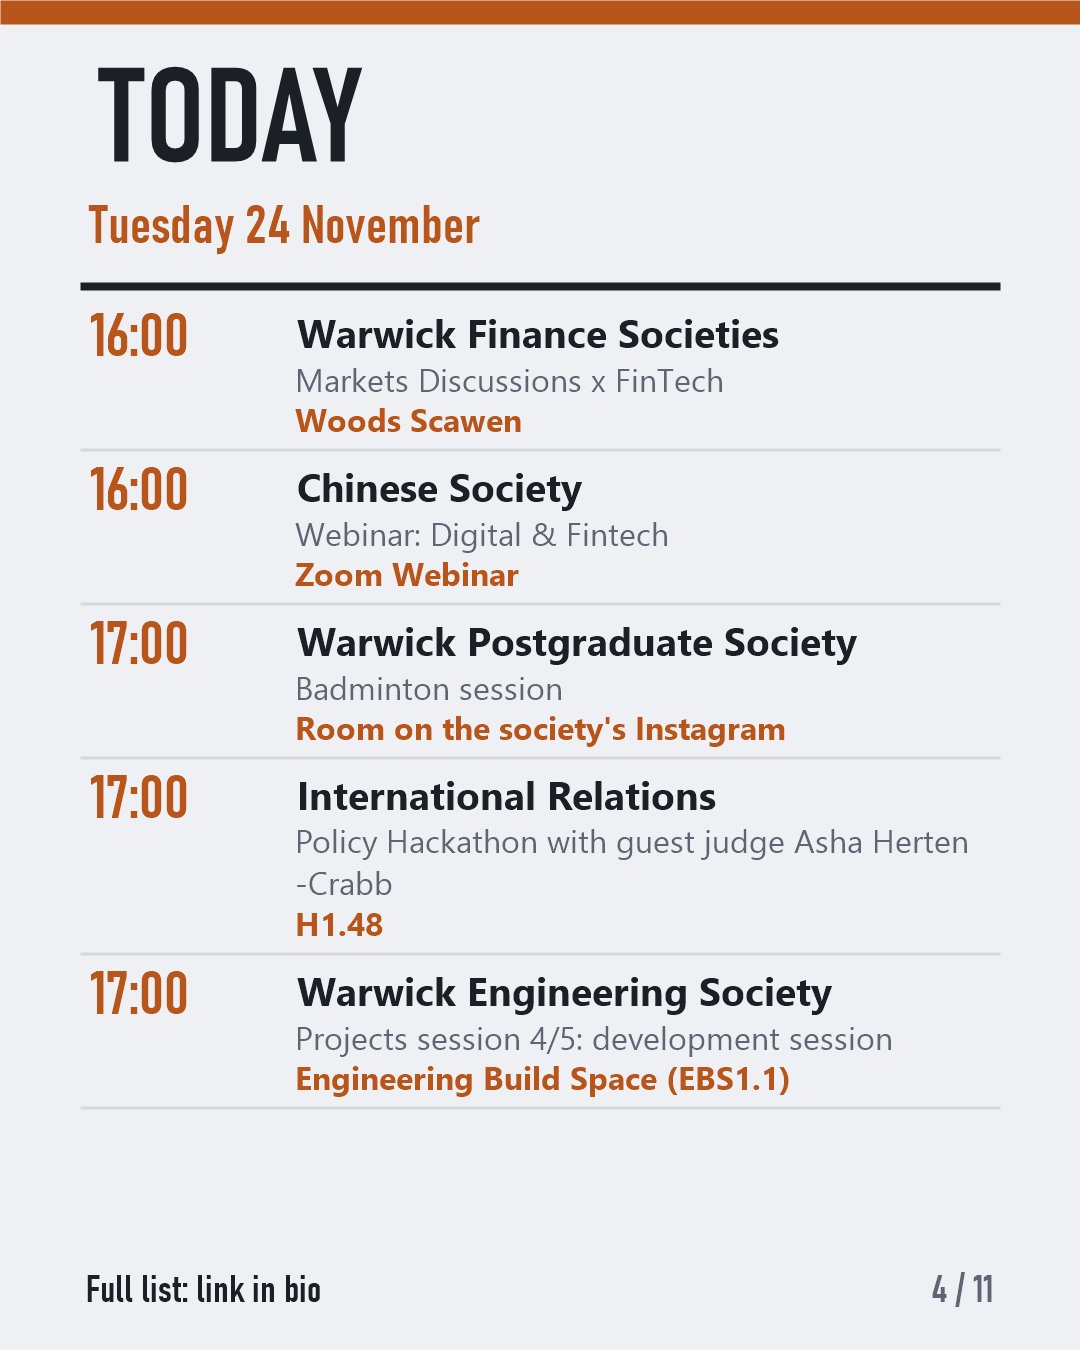 TODAY
Tuesday 24 November
16:00
Warwick Finance Societies
Markets Discussions x FinTech
Woods Scawen
16:00
Chinese Society
Webinar: Digital & Fintech
Zoom Webinar
17:00
Warwick Postgraduate Society
Badminton session
Room on the society's Instagram
17:00
International Relations
Policy Hackathon with guest judge Asha Herten
-Crabb
H1.48
17:00
Warwick Engineering Society
Projects session 4/5: development session
Engineering Build Space (EBS1.1)
Full list: link in bio
4 / 11